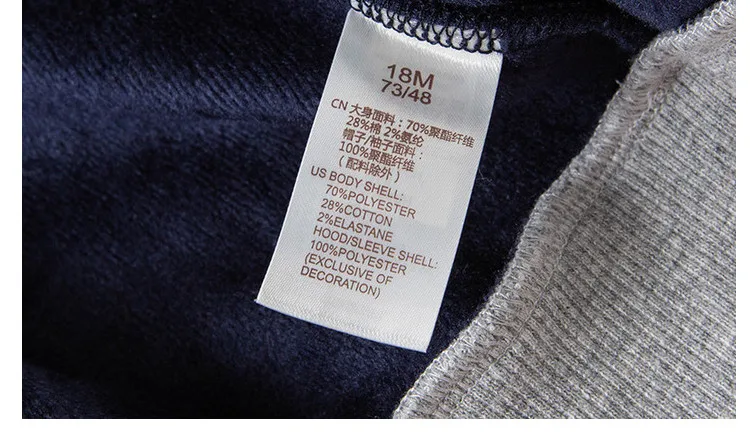 18M
73/48
CN 大身面料：70%聚酯纤维
28%棉 2%氨纶
帽子/袖子面料：
100%聚酯纤维
（配料除外）
US BODY SHELL:
70%POLYESTER
28%COTTON
2%ELASTANE
HOOD/SLEEVE SHELL:
100%POLYESTER
(EXCLUSIVE OF
DECORATION)